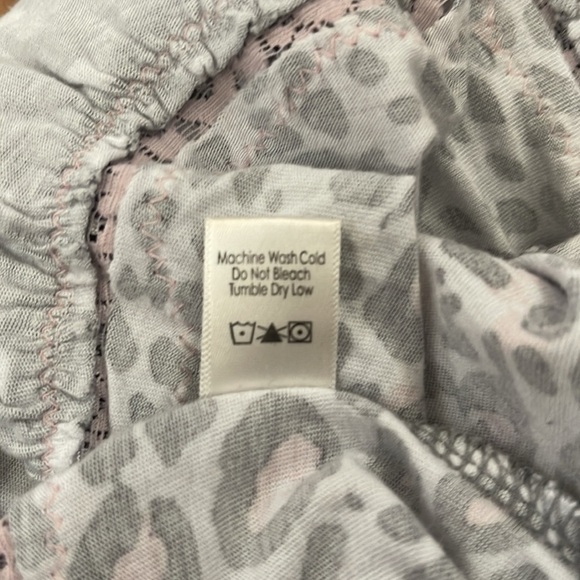 Machine Wash Cold
Do Not Bleach
Tumble Dry Low